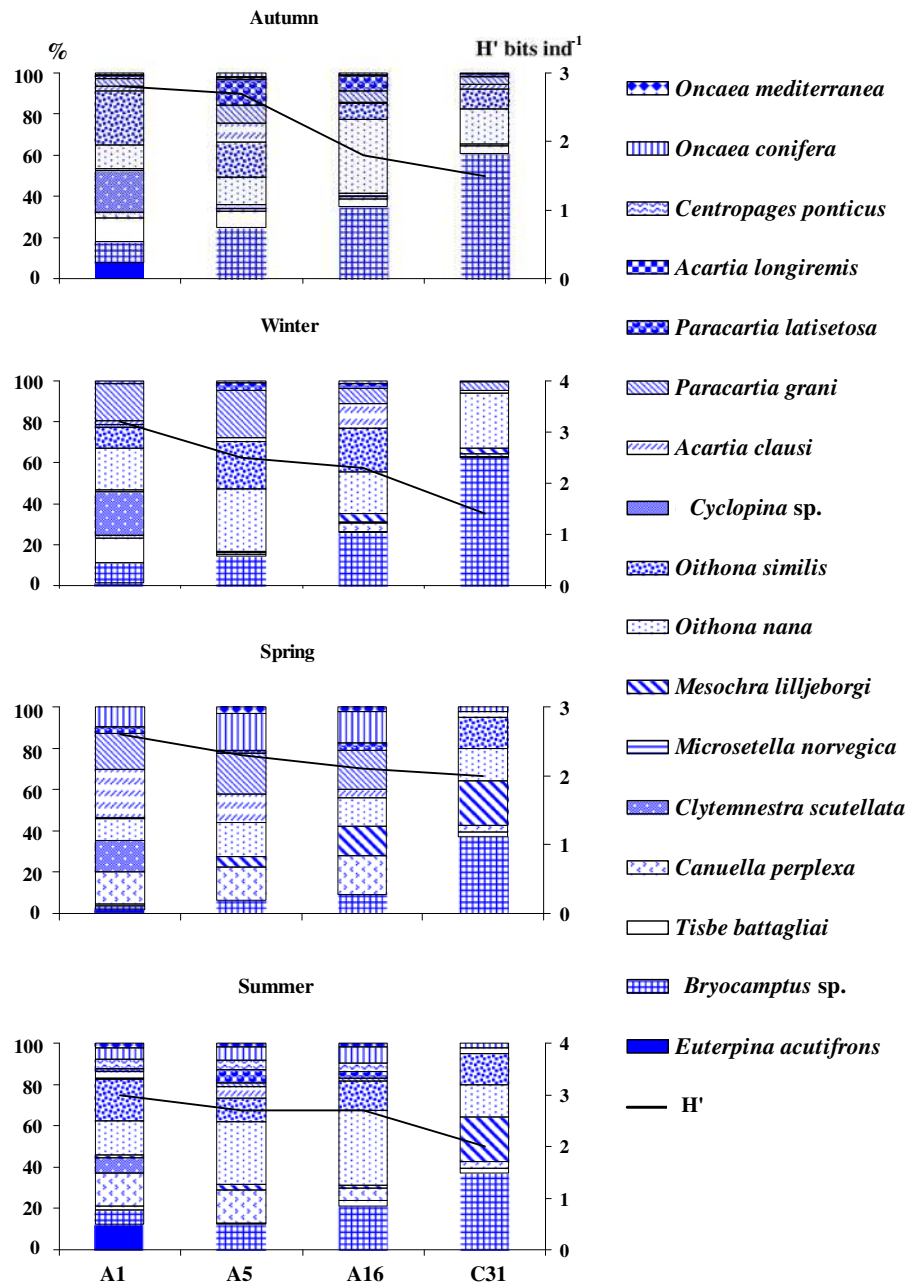 Autumn
% H' bits ind-1
100 3
80
60 2
40 1
20
0 0
Winter
100 4
80 3
60
40 2
20 1
0 0
Spring
100 3
80
60 2
40 1
20
0 0
Summer
100 4
80 3
60
40 2
20 1
0 0
A1 A5 A16 C31
Oncaea mediterranea
Oncaea conifera
Centropages ponticus
Acartia longiremis
Paracartia latisetosa
Paracartia grani
Acartia clausi
Cyclopina sp.
Oithona similis
Oithona nana
Mesochra lilljeborgi
Microsetella norvegica
Clytemnestra scutellata
Canuella perplexa
Tisbe battagliai
Bryocamptus sp.
Euterpina acutifrons
H'